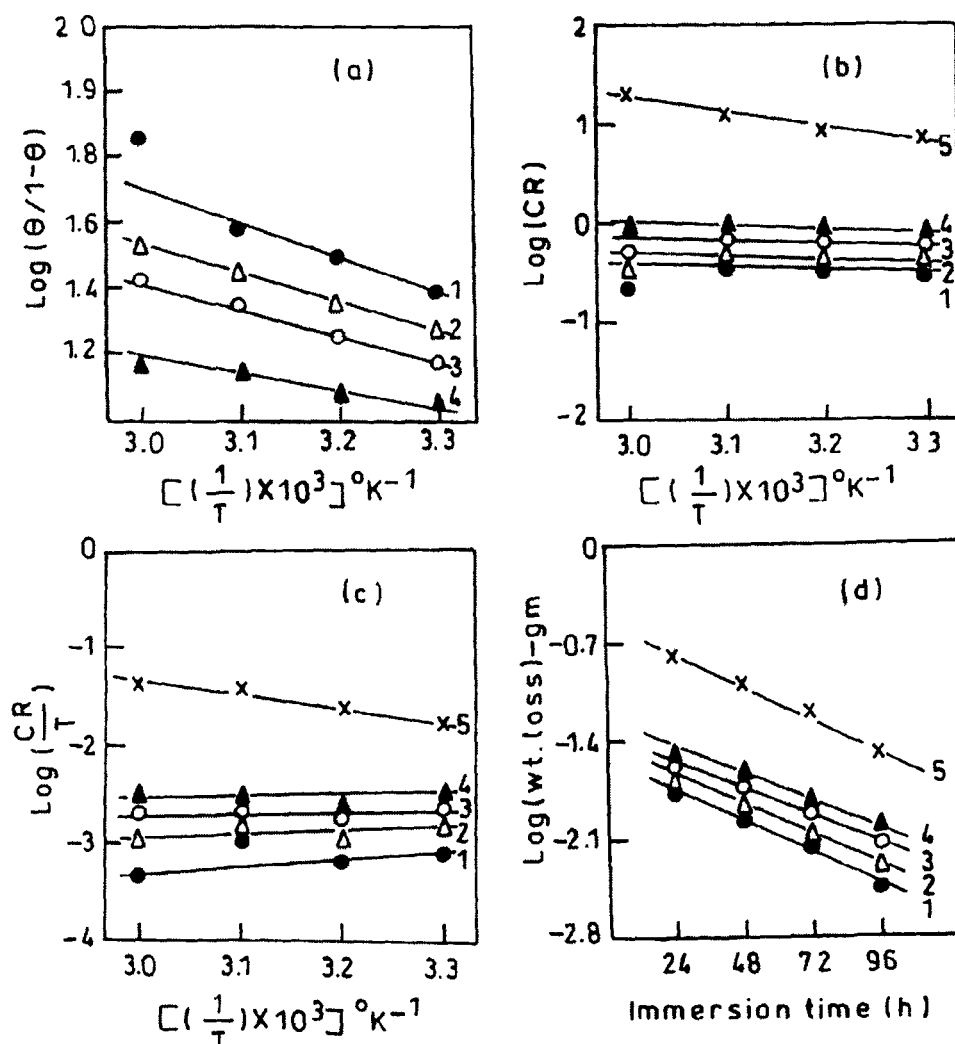 2 0
1.9
1.8
1.6
1.4
1.2
Log (θ/1-θ)
(a)
1
2
3
4
3.0 3.1 3.2 3.3
[(1/T)X10³]°K⁻¹
2
1
0
-1
-2
Log (CR)
(b)
5
4
3
2
1
3.0 3.1 3.2 3.3
[(1/T)X10³]°K⁻¹
0
-1
-2
-3
-4
Log (CR/T)
(c)
5
4
3
2
1
3.0 3.1 3.2 3.3
[(1/T)X10³]°K⁻¹
0
-0.7
-1.4
-2.1
-2.8
Log(wt.loss)-gm
(d)
5
4
3
2
1
24 48 72 96
Immersion time (h)